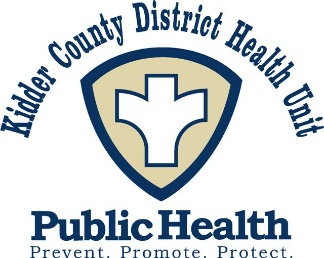 Kidder County District Health Unit
Public Health
Prevent. Promote. Protect.